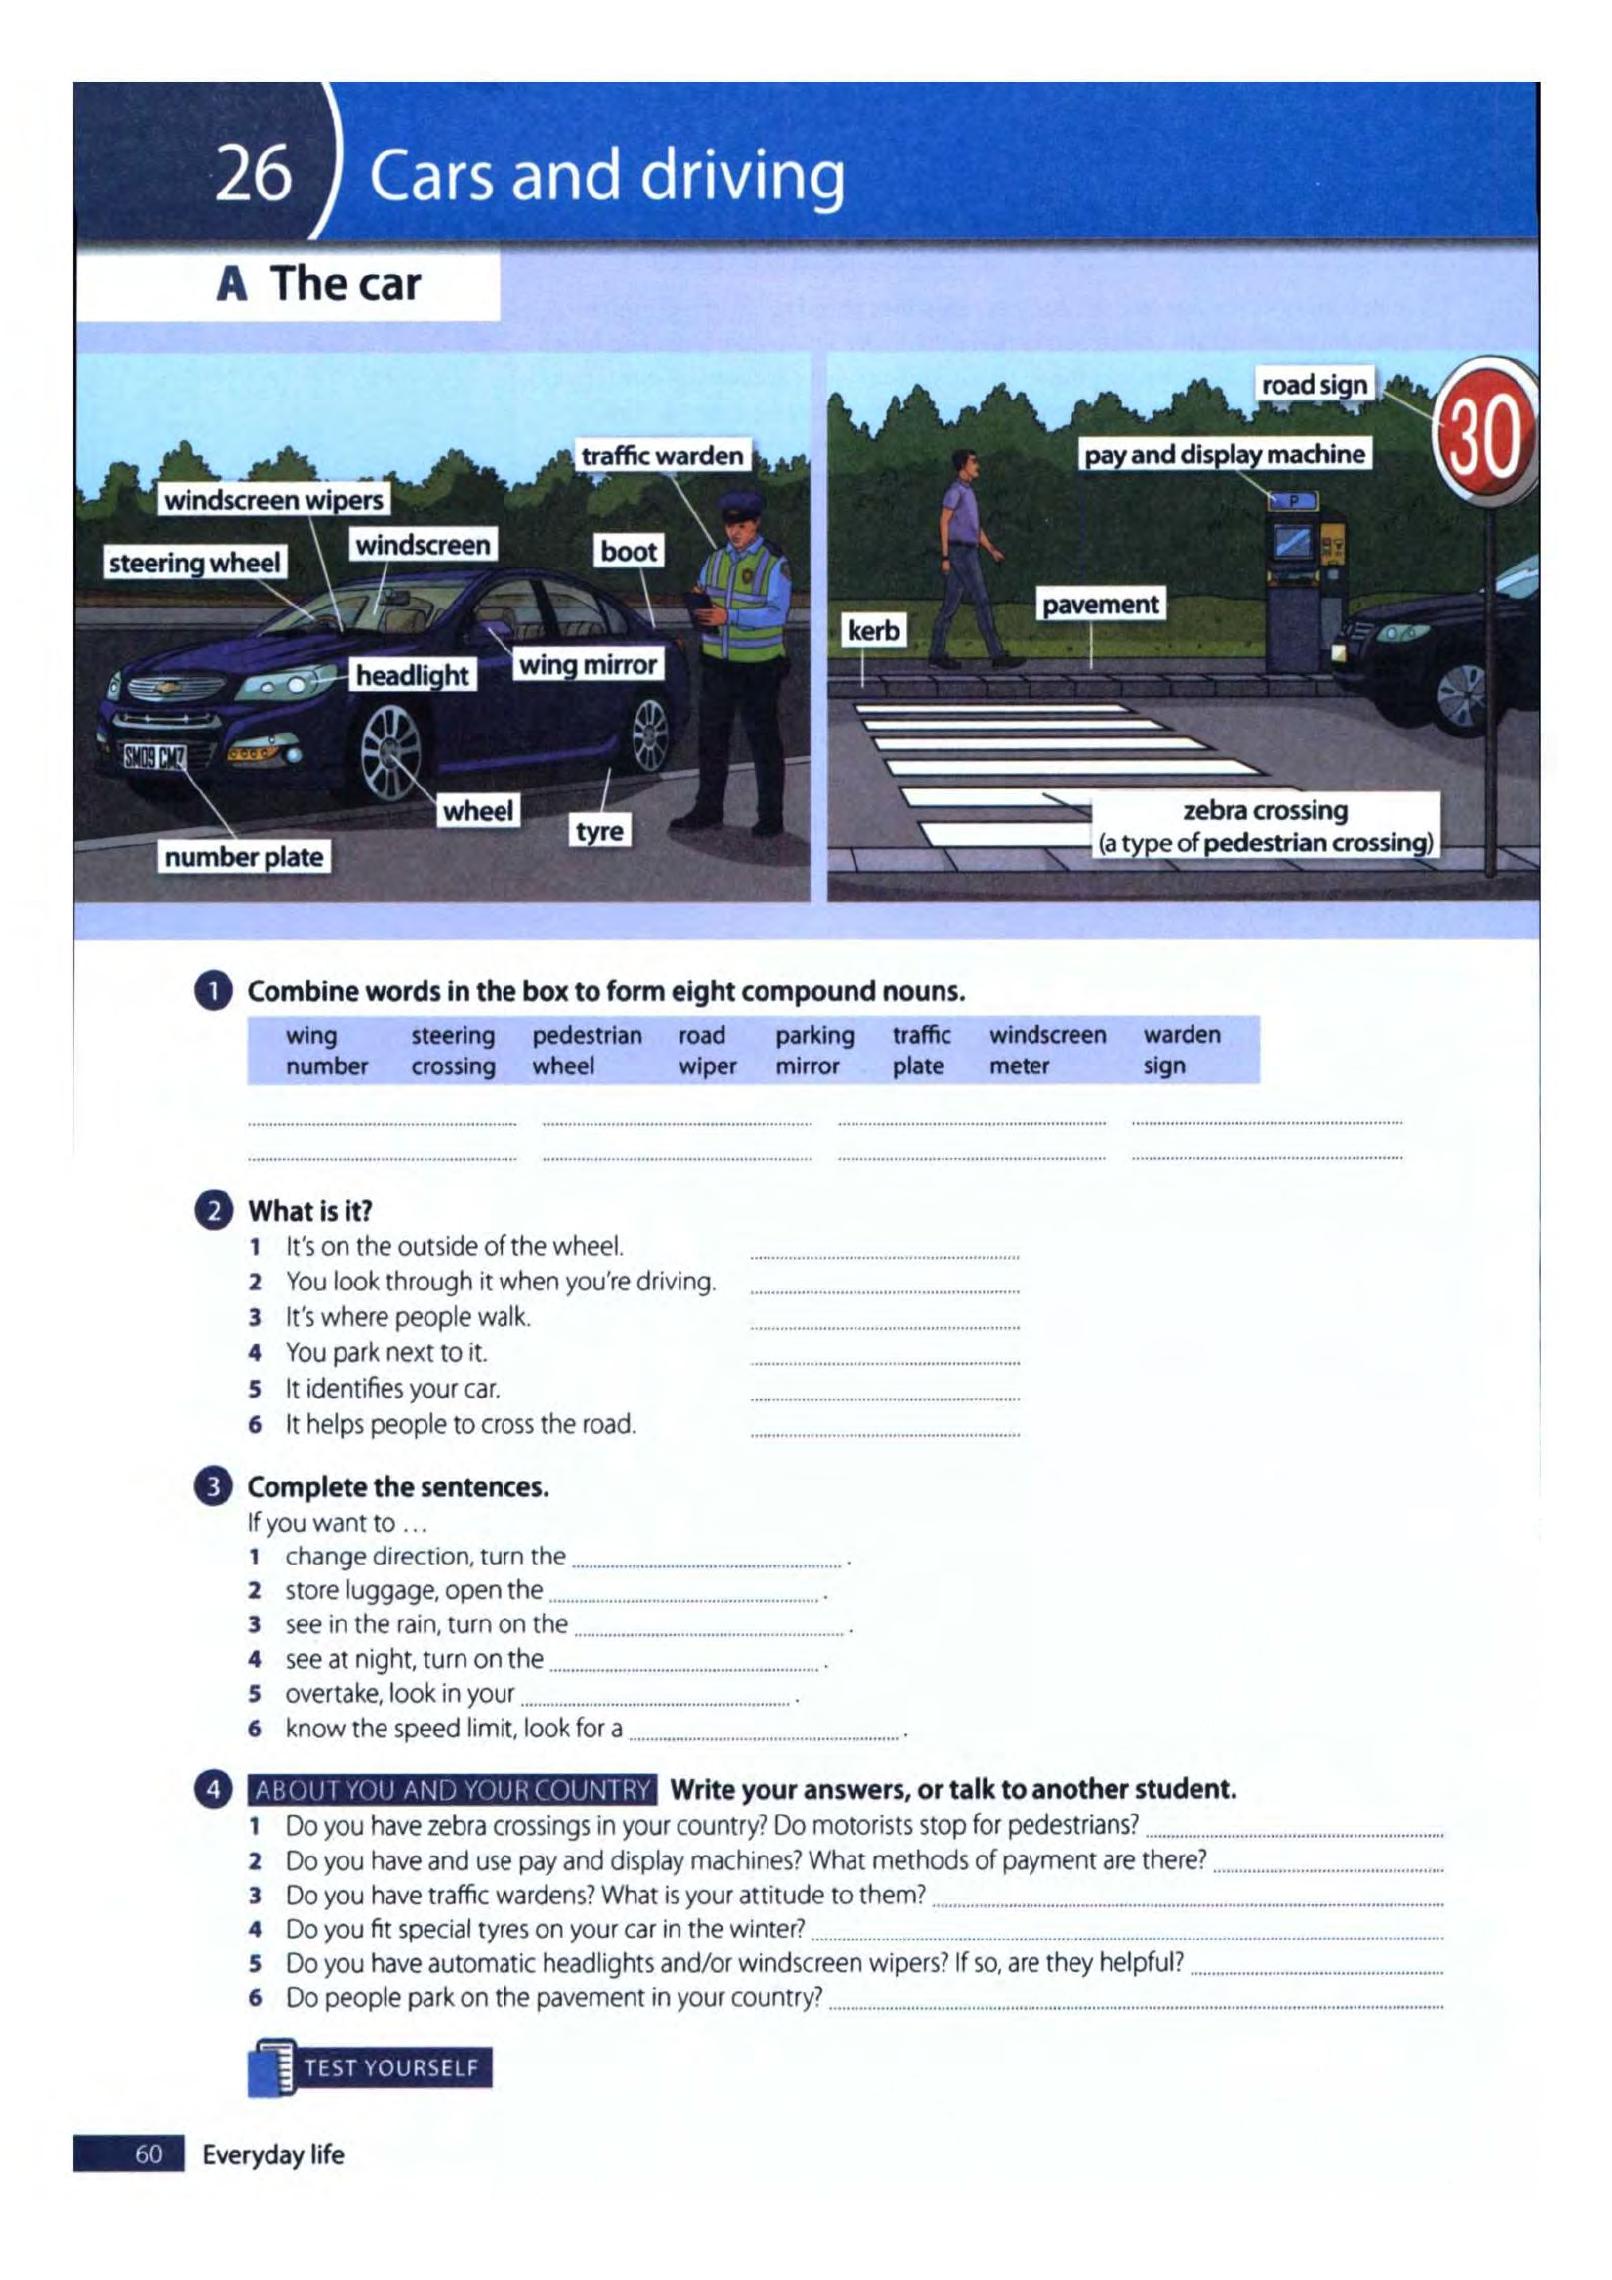 26 Cars and driving
A The car
traffic warden
windscreen wipers
windscreen
boot
steering wheel
headlight
wing mirror
SM09 CMZ
wheel
tyre
number plate
road sign
30
pay and display machine
P
pavement
kerb
zebra crossing
(a type of pedestrian crossing)
1 Combine words in the box to form eight compound nouns.
wing steering pedestrian road parking traffic windscreen warden
number crossing wheel wiper mirror plate meter sign
2 What is it?
1 It's on the outside of the wheel.
2 You look through it when you're driving.
3 It's where people walk.
4 You park next to it.
5 It identifies your car.
6 It helps people to cross the road.
3 Complete the sentences.
If you want to ...
1 change direction, turn the .
2 store luggage, open the .
3 see in the rain, turn on the .
4 see at night, turn on the .
5 overtake, look in your .
6 know the speed limit, look for a .
4 ABOUT YOU AND YOUR COUNTRY Write your answers, or talk to another student.
1 Do you have zebra crossings in your country? Do motorists stop for pedestrians?
2 Do you have and use pay and display machines? What methods of payment are there?
3 Do you have traffic wardens? What is your attitude to them?
4 Do you fit special tyres on your car in the winter?
5 Do you have automatic headlights and/or windscreen wipers? If so, are they helpful?
6 Do people park on the pavement in your country?
TEST YOURSELF
60 Everyday life